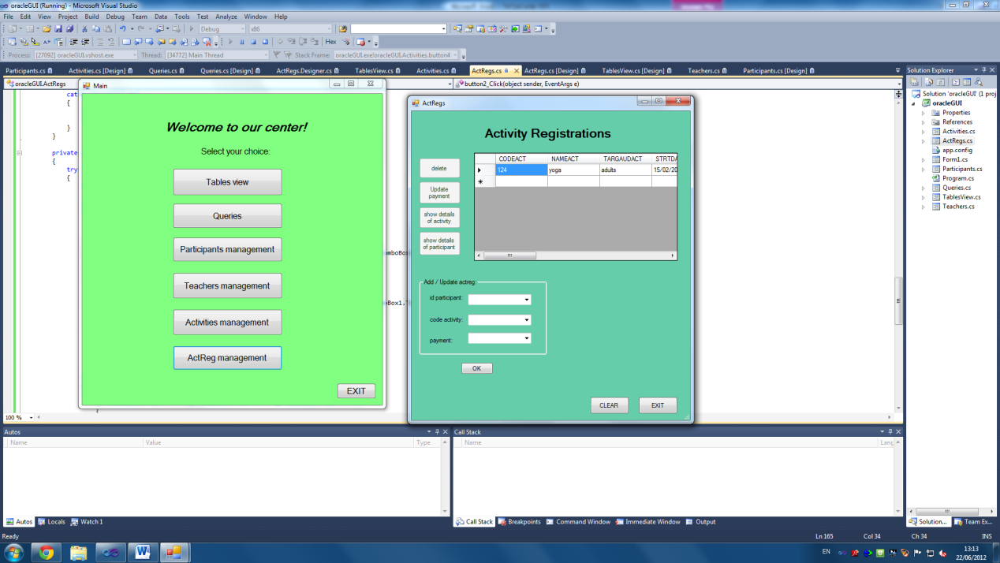 oracleGUI (Running) - Microsoft Visual Studio
File Edit View Project Build Debug Team Data Tools Test Analyze Window Help
Debug x86
Hex
Process: [27092] oracleGUI.vshost.exe Thread: [34772] Main Thread Stack Frame: oracleGUI.exe!oracleGUI.Activities.button4
Participants.cs Activities.cs [Design] Queries.cs Queries.cs [Design] ActRegs.Designer.cs TablesView.cs Activities.cs ActRegs.cs ActRegs.cs [Design] TablesView.cs [Design] Teachers.cs Participants.cs [Design]
oracleGUI.ActRegs
button2_Click(object sender, EventArgs e)
cat
{
}
}
private
{
try
{
omboBox
oBox1.
{
100 %
Main
Welcome to our center!
Select your choice:
Tables view
Queries
Participants management
Teachers management
Activities management
ActReg management
EXIT
ActRegs
Activity Registrations
delete
Update
payment
show details
of activity
show details
of participant
CODEACT NAMEACT TARGAUDACT STRTDA
124 yoga adults 15/02/20
Add / Update actreg:
id participant:
code activity:
payment:
OK
CLEAR EXIT
Solution Explorer
Solution 'oracleGUI' (1 proj
oracleGUI
Properties
References
Activities.cs
ActRegs.cs
app.config
Form1.cs
Participants.cs
Program.cs
Queries.cs
TablesView.cs
Teachers.cs
Solution... Team Ex...
Autos
Name Value Type
Autos Locals Watch 1
Call Stack
Name Lang
Call Stack Breakpoints Command Window Immediate Window Output
Ready Ln 165 Col 34 Ch 34 INS
EN
13:13
22/06/2012